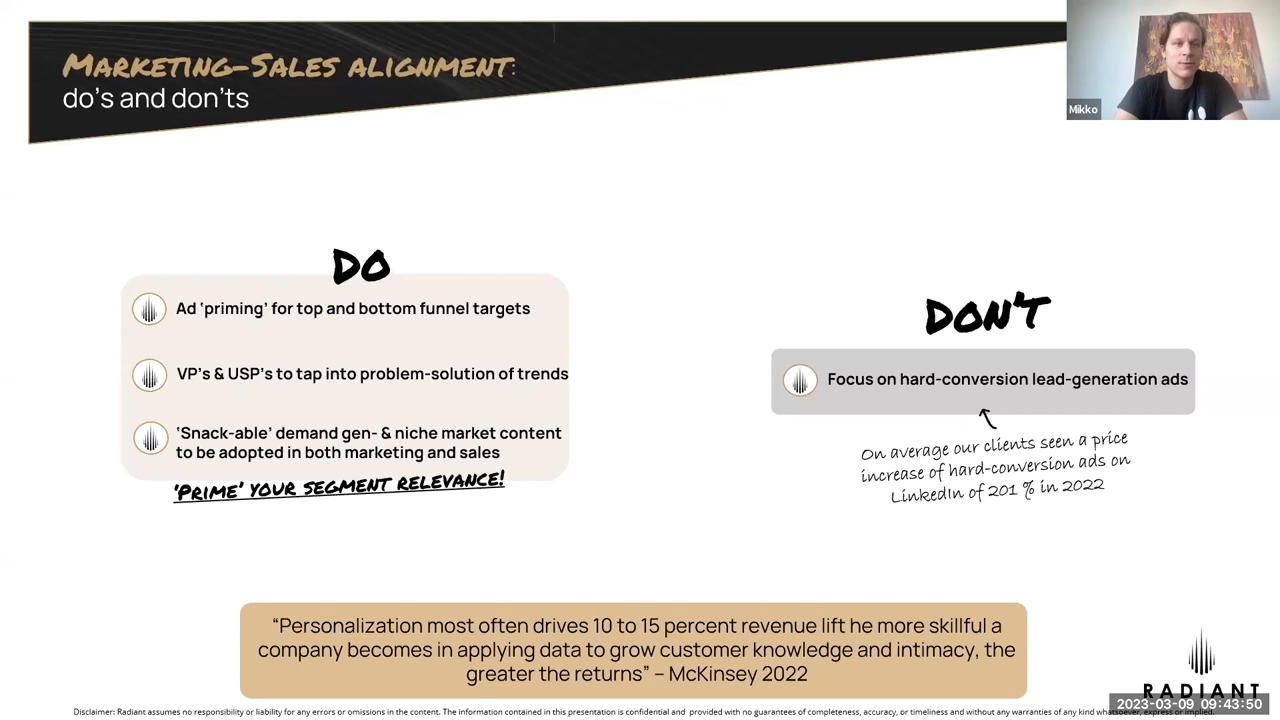 MARKETING-SALES ALIGNMENT:
do's and don'ts
Mikko
DO
Ad 'priming' for top and bottom funnel targets
VP's & USP's to tap into problem-solution of trends
'Snack-able' demand gen- & niche market content
to be adopted in both marketing and sales
'PRIME' YOUR SEGMENT RELEVANCE!
DON'T
Focus on hard-conversion lead-generation ads
On average our clients seen a price
increase of hard-conversion ads on
LinkedIn of 201 % in 2022
“Personalization most often drives 10 to 15 percent revenue lift he more skillful a
company becomes in applying data to grow customer knowledge and intimacy, the
greater the returns” – McKinsey 2022
RADIANT
2023-03-09 09:43:50
Disclaimer: Radiant assumes no responsibility or liability for any errors or omissions in the content. The information contained in this presentation is confidential and provided with no guarantees of completeness, accuracy, or timeliness and without any warranties of any kind whatsoever, express or implied.